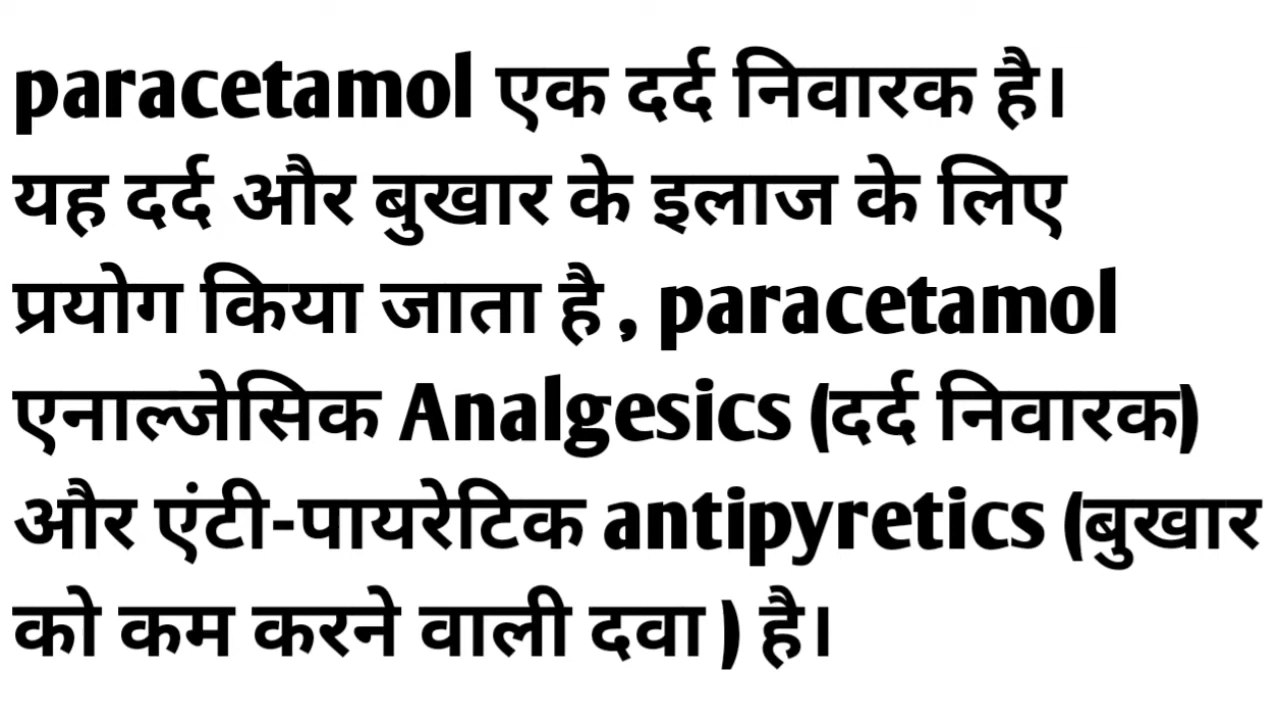 paracetamol एक दर्द निवारक है।
यह दर्द और बुखार के इलाज के लिए
प्रयोग किया जाता है , paracetamol
एनाल्जेसिक Analgesics (दर्द निवारक)
और एंटी-पायरेटिक antipyretics (बुखार
को कम करने वाली दवा ) है।